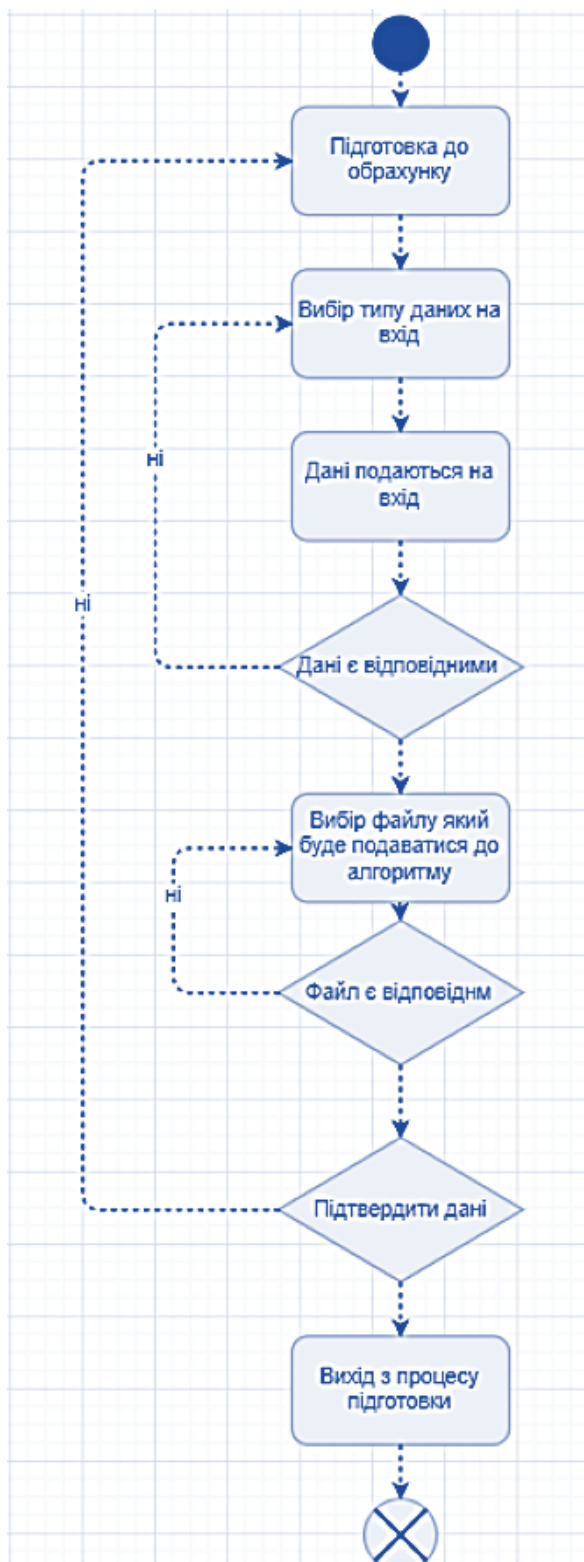 Підготовка до
обрахунку
Вибір типу даних на
вхід
ні
Дані подаються на
вхід
ні
Дані є відповідними
Вибір файлу який
буде подаватися до
алгоритму
ні
Файл є відповіднм
Підтвердити дані
Вихід з процесу
підготовки